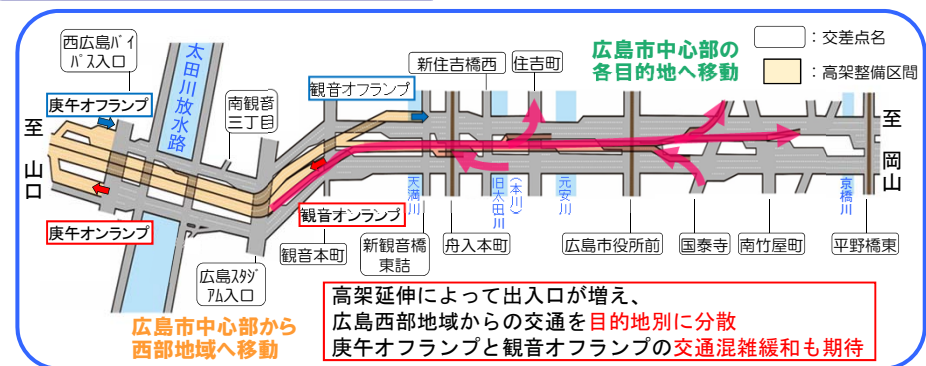 西広島バイ
パス入口
太田川放水路
南観音
三丁目
観音オフランプ
新住吉橋西
住吉町
広島市中心部の
各目的地へ移動
：交差点名
：高架整備区間
庚午オフランプ
至山口
至岡山
庚午オンランプ
観音オンランプ
天満川
旧太田川
(本川)
元安川
京橋川
広島スタジ
アム入口
観音本町
新観音橋
東詰
舟入本町
広島市役所前
国泰寺
南竹屋町
平野橋東
広島市中心部から
西部地域へ移動
高架延伸によって出入口が増え、
広島西部地域からの交通を目的地別に分散
庚午オフランプと観音オフランプの交通混雑緩和も期待